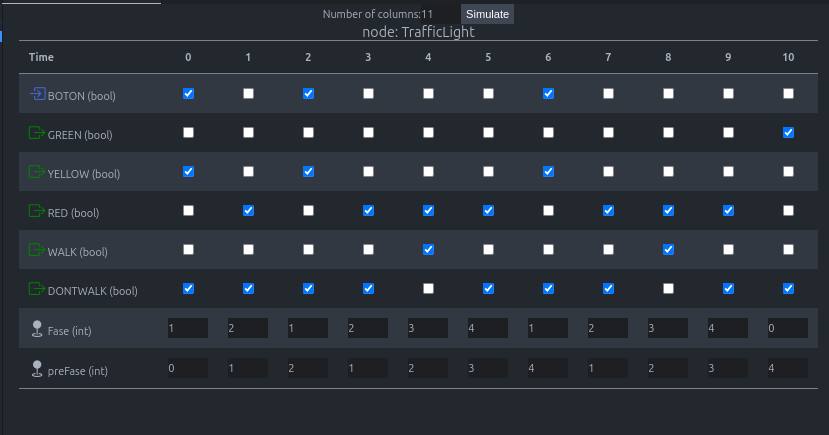 Number of columns:11 Simulate
node: TrafficLight
Time 0 1 2 3 4 5 6 7 8 9 10
BOTON (bool)
GREEN (bool)
YELLOW (bool)
RED (bool)
WALK (bool)
DONTWALK (bool)
Fase (int) 1 2 1 2 3 4 1 2 3 4 0
preFase (int) 0 1 2 1 2 3 4 1 2 3 4